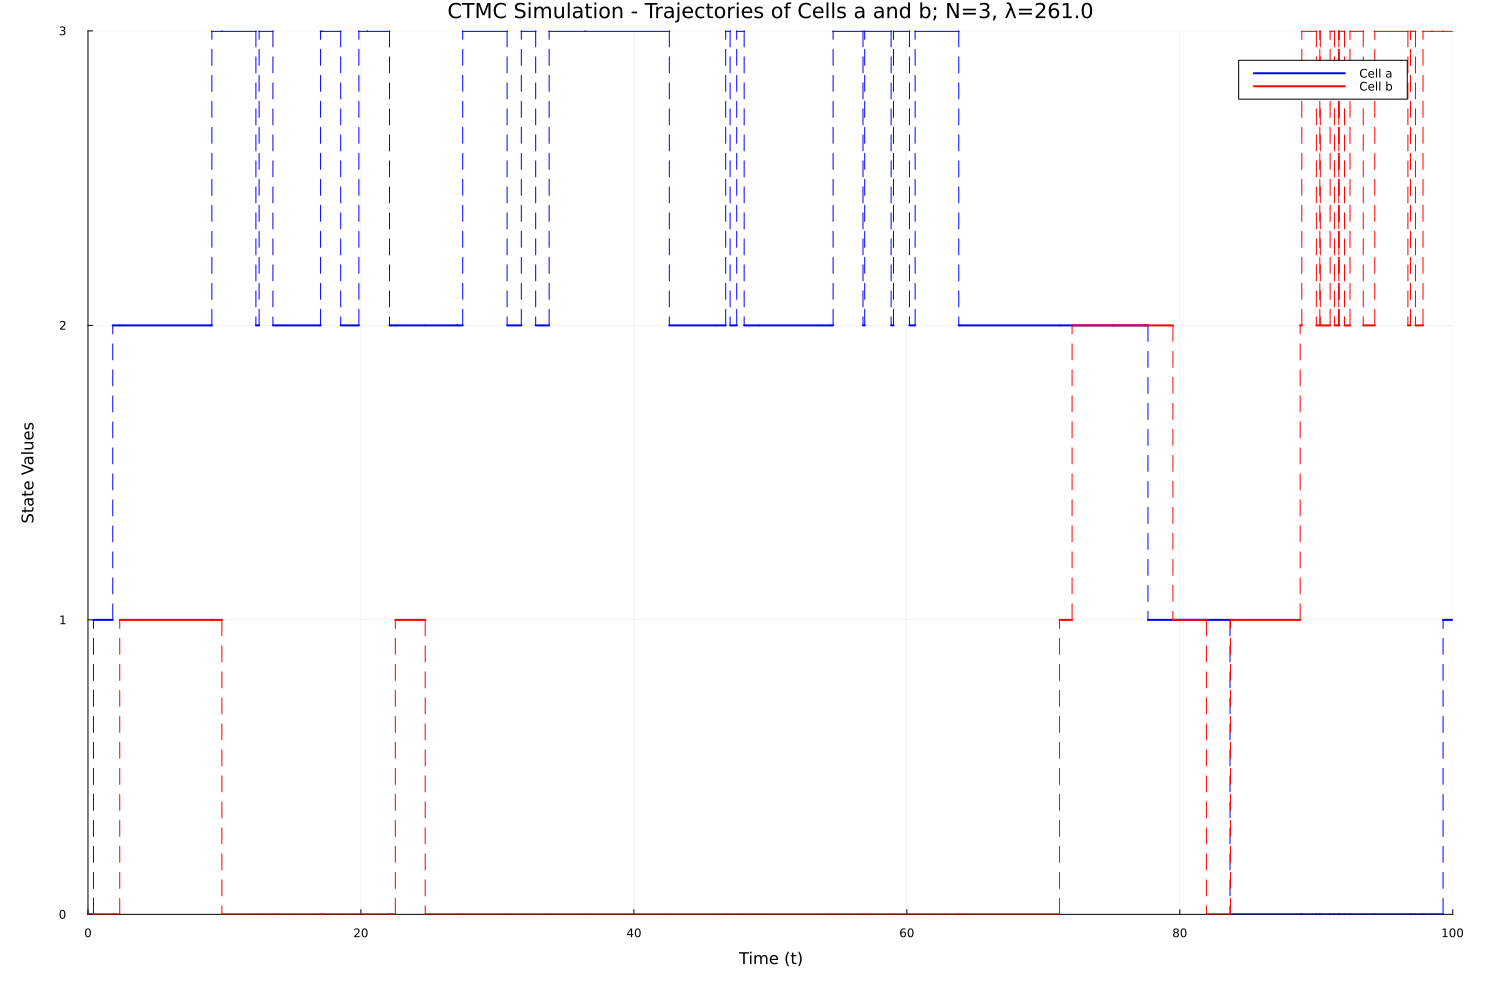 CTMC Simulation - Trajectories of Cells a and b; N=3, λ=261.0
3
Cell a
Cell b
2
State Values
1
0
0 20 40 60 80 100
Time (t)